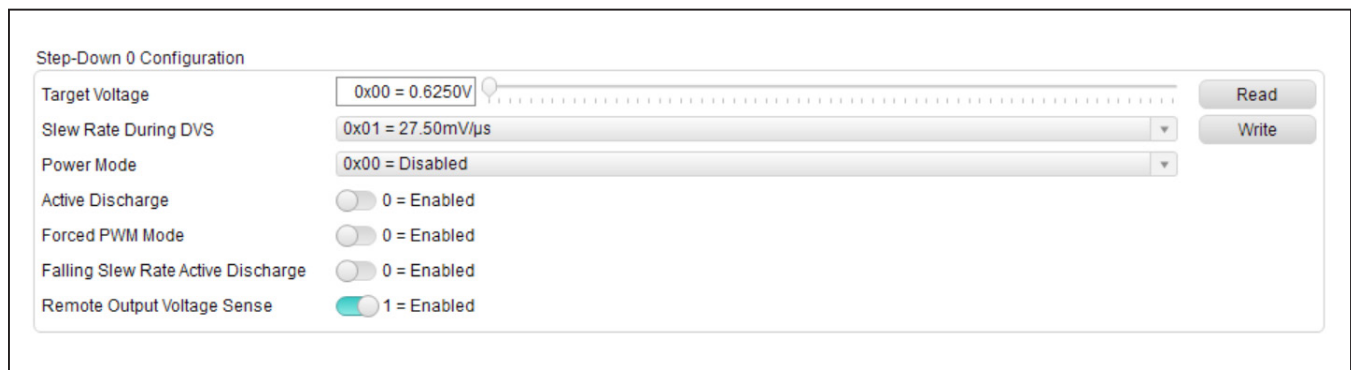 Step-Down 0 Configuration
Target Voltage 0x00 = 0.6250V Read
Slew Rate During DVS 0x01 = 27.50mV/µs Write
Power Mode 0x00 = Disabled
Active Discharge 0 = Enabled
Forced PWM Mode 0 = Enabled
Falling Slew Rate Active Discharge 0 = Enabled
Remote Output Voltage Sense 1 = Enabled